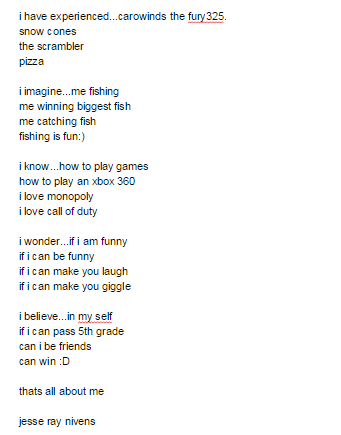 i have experienced...carowinds the fury325.
snow cones
the scrambler
pizza

i imagine...me fishing
me winning biggest fish
me catching fish
fishing is fun:)

i know...how to play games
how to play an xbox 360
i love monopoly
i love call of duty

i wonder...if i am funny
if i can be funny
if i can make you laugh
if i can make you giggle

i believe...in my self
if i can pass 5th grade
can i be friends
can win :D

thats all about me

jesse ray nivens